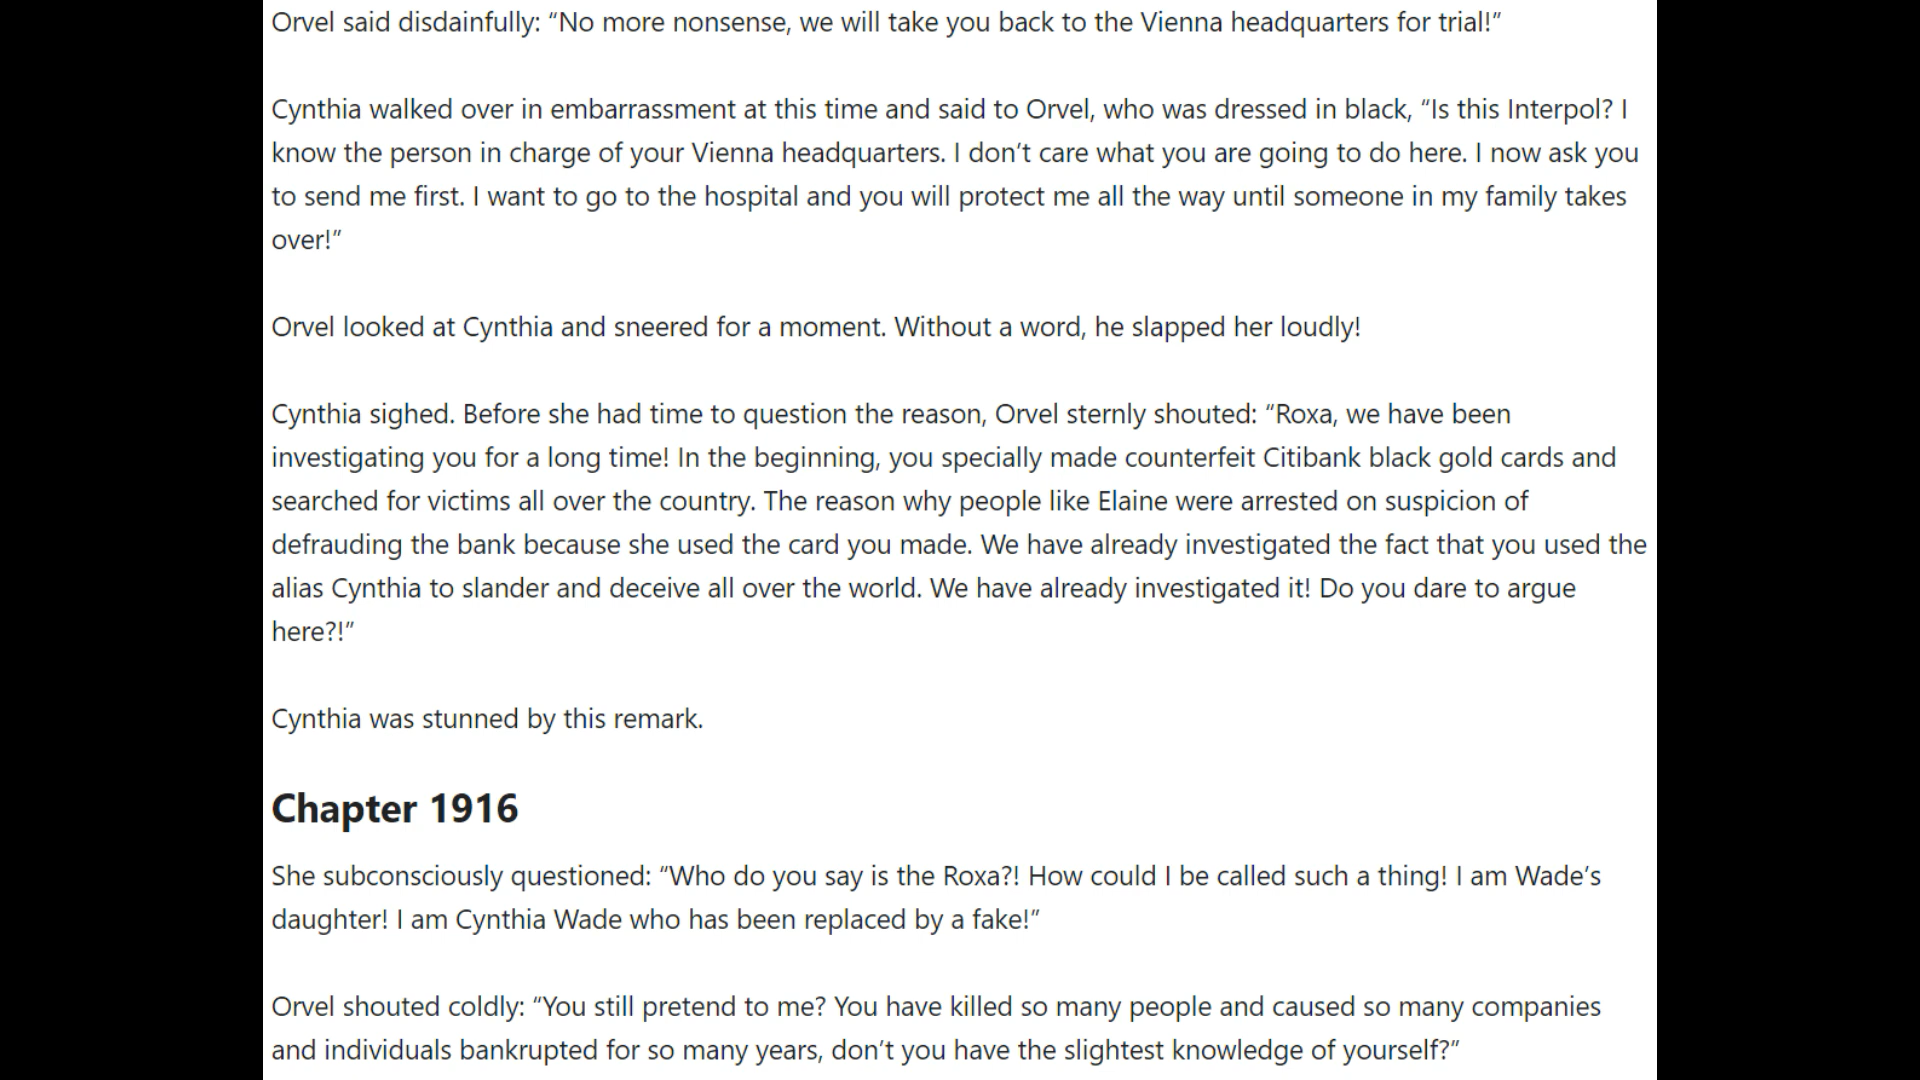 Orvel said disdainfully: “No more nonsense, we will take you back to the Vienna headquarters for trial!”
Cynthia walked over in embarrassment at this time and said to Orvel, who was dressed in black, “Is this Interpol? I
know the person in charge of your Vienna headquarters. I don’t care what you are going to do here. I now ask you
to send me first. I want to go to the hospital and you will protect me all the way until someone in my family takes
over!”
Orvel looked at Cynthia and sneered for a moment. Without a word, he slapped her loudly!
Cynthia sighed. Before she had time to question the reason, Orvel sternly shouted: “Roxa, we have been
investigating you for a long time! In the beginning, you specially made counterfeit Citibank black gold cards and
searched for victims all over the country. The reason why people like Elaine were arrested on suspicion of
defrauding the bank because she used the card you made. We have already investigated the fact that you used the
alias Cynthia to slander and deceive all over the world. We have already investigated it! Do you dare to argue
here?!”
Cynthia was stunned by this remark.
Chapter 1916
She subconsciously questioned: “Who do you say is the Roxa?! How could I be called such a thing! I am Wade’s
daughter! I am Cynthia Wade who has been replaced by a fake!”
Orvel shouted coldly: “You still pretend to me? You have killed so many people and caused so many companies
and individuals bankrupted for so many years, don’t you have the slightest knowledge of yourself?”